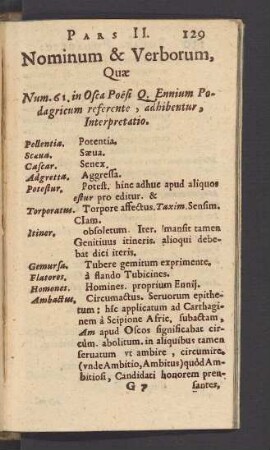 PARS II. 129
Nominum & Verborum,
Quæ
Num. 61. in Osca Poësi Q. Ennium Po-
dagricum referente, adhibentur,
Interpretatio.
Pellentia. Potentia.
Scæua. Sæua.
Cascar. Senex.
Adgretta. Aggressa.
Potestur, Potest. hinc adhuc apud aliquos
estur pro editur. &
Torporatus. Torpore affectus. Taxim. Sensim.
Clam.
Itiner, obsoletum. Iter. mansit tamen
Genitiuus itineris. alioqui debe-
bat dici iteris.
Gemursa. Tubere gemitum exprimente.
Flatores. à flando Tubicines.
Homones. Homines. proprium Ennij.
Ambactus, Circumactus. Seruorum epithe-
tum; hîc applicatum ad Carthagi-
nem à Scipione Afric. subactam,
Am apud Oscos significabat cir-
cùm. abolitum. in aliquibus tamen
seruatum vt ambire, circumire,
(vnde Ambitio, Ambitus) quòd Am-
bitiosi, Candidati honorem pren-
G 7 santes,